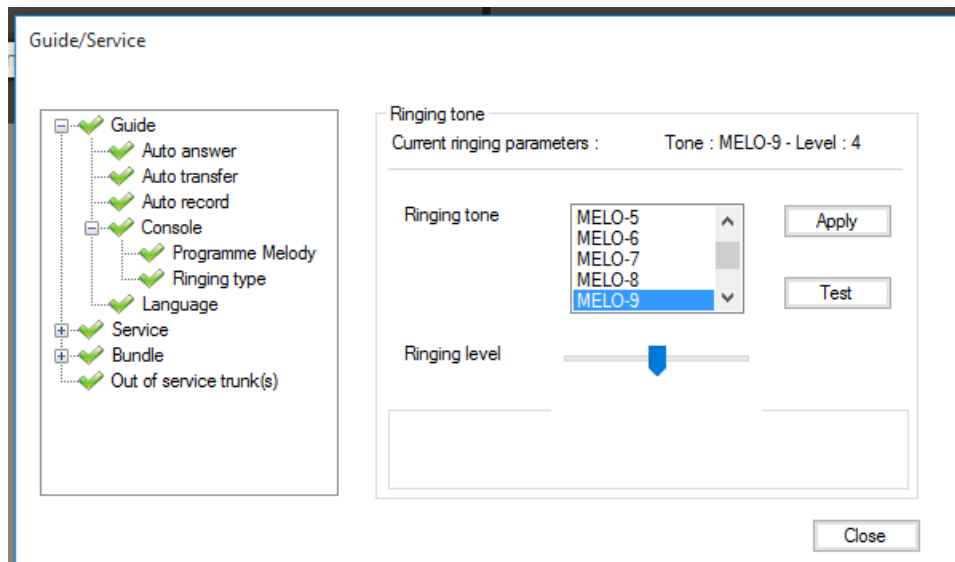 Guide/Service
Guide
Auto answer
Auto transfer
Auto record
Console
Programme Melody
Ringing type
Language
Service
Bundle
Out of service trunk(s)
Ringing tone
Current ringing parameters : Tone : MELO-9 - Level : 4
Ringing tone
MELO-5
MELO-6
MELO-7
MELO-8
MELO-9
Apply
Test
Ringing level
Close